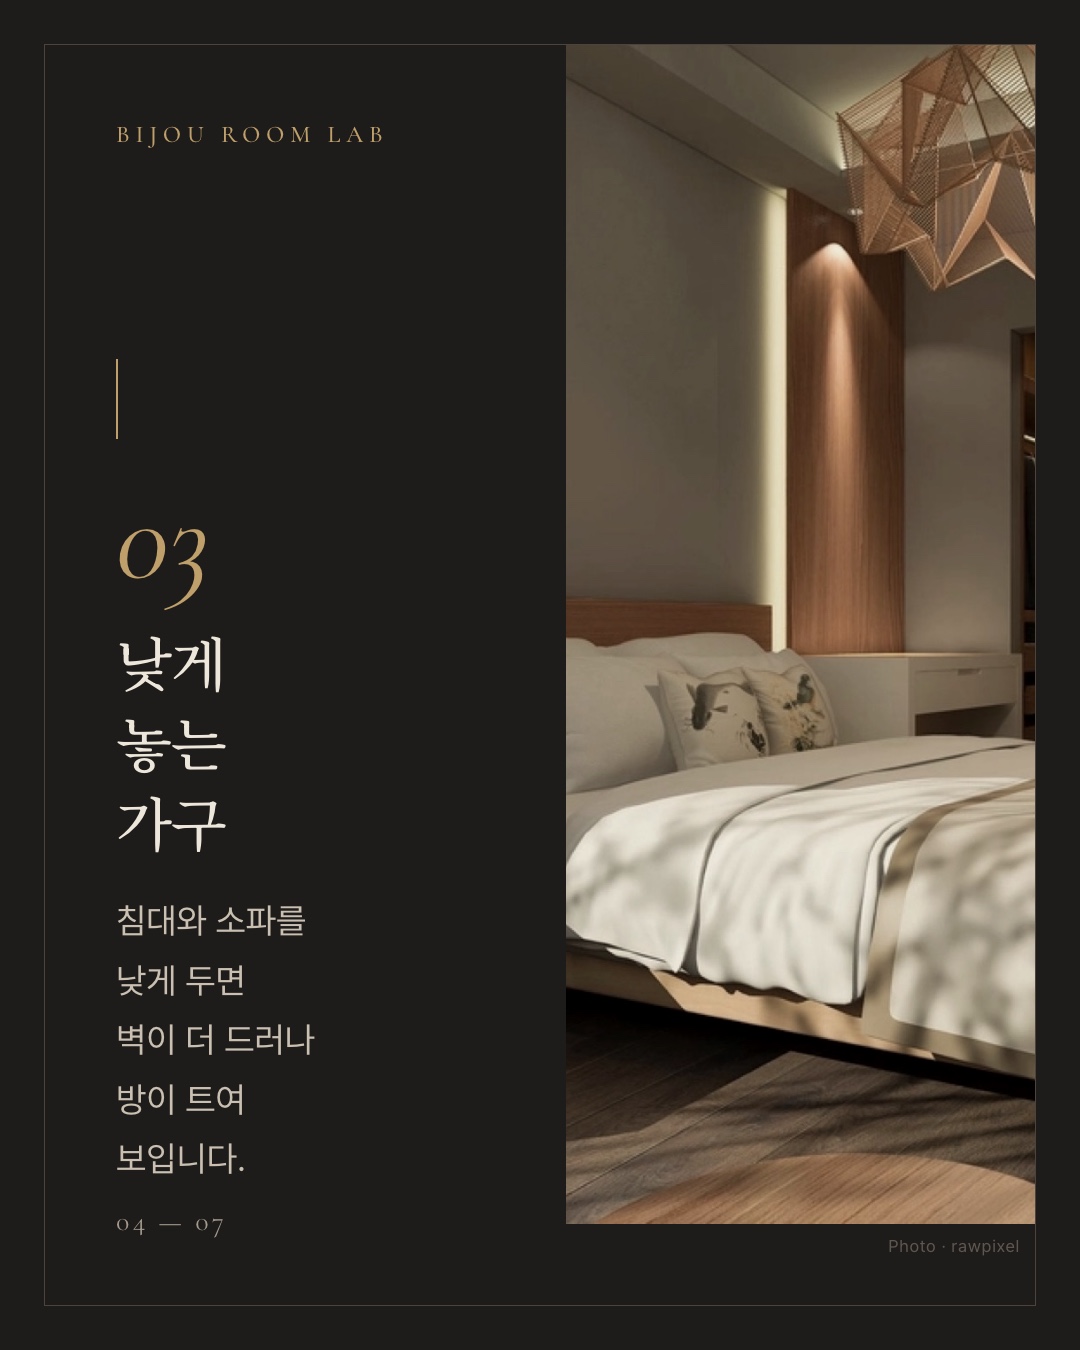 BIJOU ROOM LAB
03
낮게
놓는
가구
침대와 소파를
낮게 두면
벽이 더 드러나
방이 트여
보입니다.
04 — 07
Photo · rawpixel